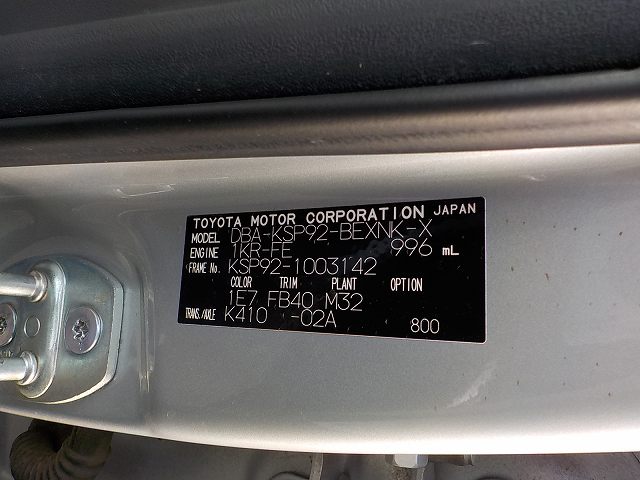 TOYOTA MOTOR CORPORATION JAPAN
MODEL DBA-KSP92-BEXNK-X
ENGINE 1KR-FE 996 mL
FRAME No. KSP92-1003142
COLOR TRIM PLANT OPTION
1E7 FB40 M32
TRANS./AXLE K410 -02A 800